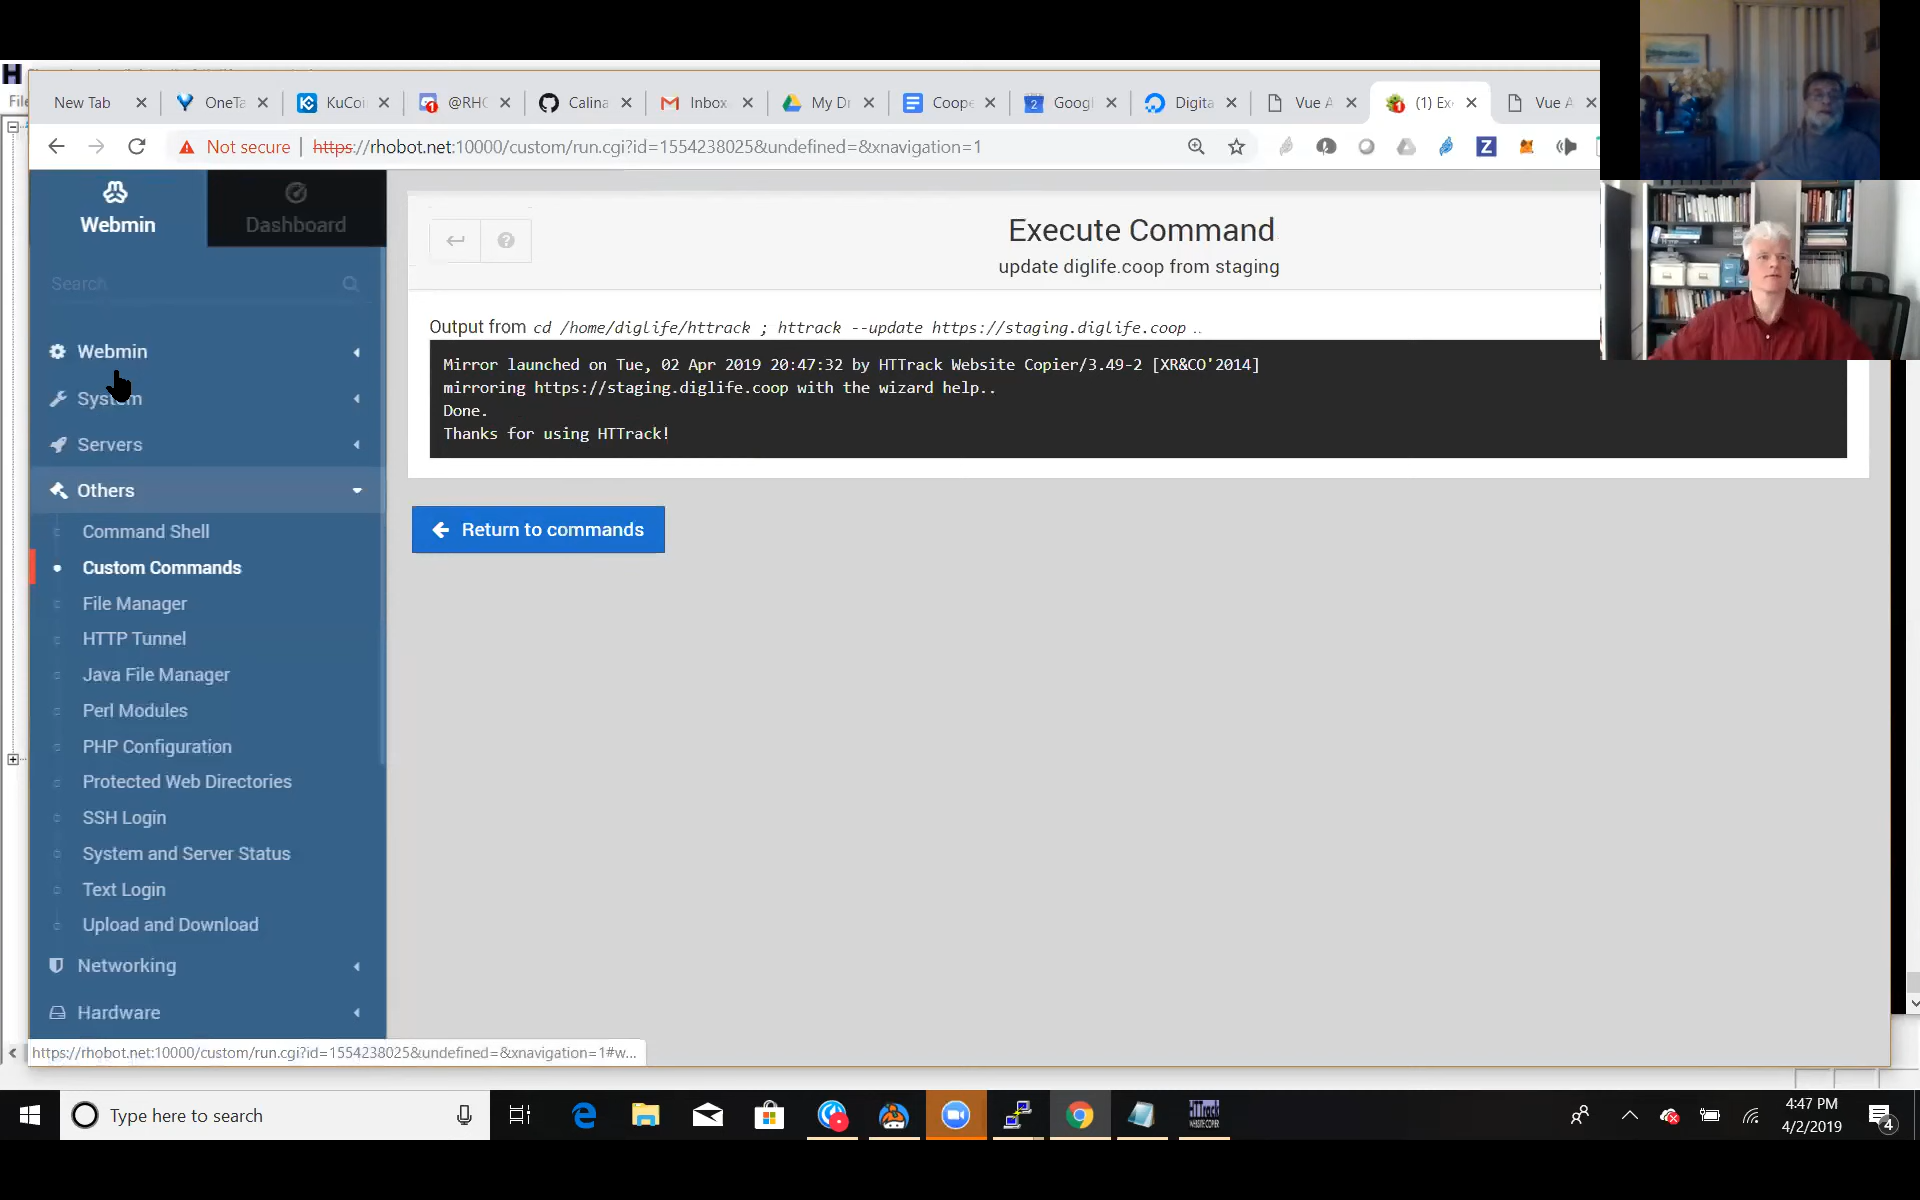 H
File
New Tab
OneTa
KuCoi
@RHO
Calina
Inbox
My Dr
Coope
2
Googl
Digita
Vue A
(1) Ex
Vue A
Not secure | https://rhobot.net:10000/custom/run.cgi?id=1554238025&undefined=&xnavigation=1
Z
Webmin
Dashboard
Search
Webmin
System
Servers
Others
Command Shell
Custom Commands
File Manager
HTTP Tunnel
Java File Manager
Perl Modules
PHP Configuration
Protected Web Directories
SSH Login
System and Server Status
Text Login
Upload and Download
Networking
Hardware
Execute Command
update diglife.coop from staging
Output from cd /home/diglife/httrack ; httrack --update https://staging.diglife.coop ..
Mirror launched on Tue, 02 Apr 2019 20:47:32 by HTTrack Website Copier/3.49-2 [XR&CO'2014]
mirroring https://staging.diglife.coop with the wizard help..
Done.
Thanks for using HTTrack!
Return to commands
https://rhobot.net:10000/custom/run.cgi?id=1554238025&undefined=&xnavigation=1#w...
Type here to search
HTTrack
WEBSITE COPIER
4:47 PM
4/2/2019
4